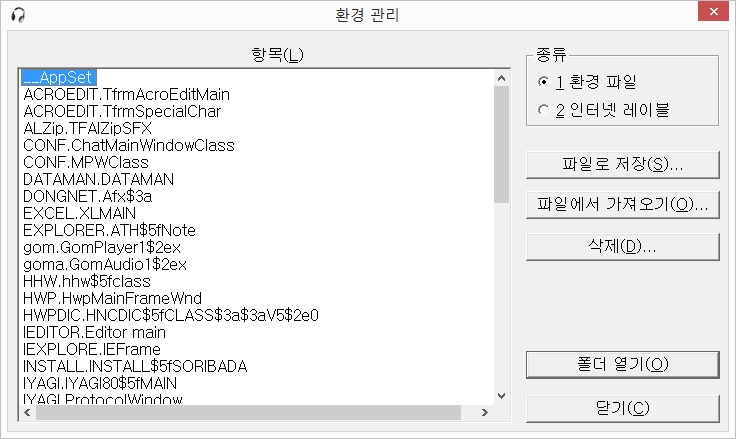 환경 관리
항목(L)
__AppSet
ACROEDIT.TfrmAcroEditMain
ACROEDIT.TfrmSpecialChar
ALZip.TFAlZipSFX
CONF.ChatMainWindowClass
CONF.MPWClass
DATAMAN.DATAMAN
DONGNET.Afx$3a
EXCEL.XLMAIN
EXPLORER.ATH$5fNote
gom.GomPlayer1$2ex
goma.GomAudio1$2ex
HHW.hhw$5fclass
HWP.HwpMainFrameWnd
HWPDIC.HNCDIC$5fCLASS$3a$3aV5$2e0
IEDITOR.Editor main
IEXPLORE.IEFrame
INSTALL.INSTALL$5fSORIBADA
IYAGI.IYAGI80$5fMAIN
IYAGI.ProtocolWindow
종류
1 환경 파일
2 인터넷 레이블
파일로 저장(S)...
파일에서 가져오기(O)...
삭제(D)...
폴더 열기(O)
닫기(C)